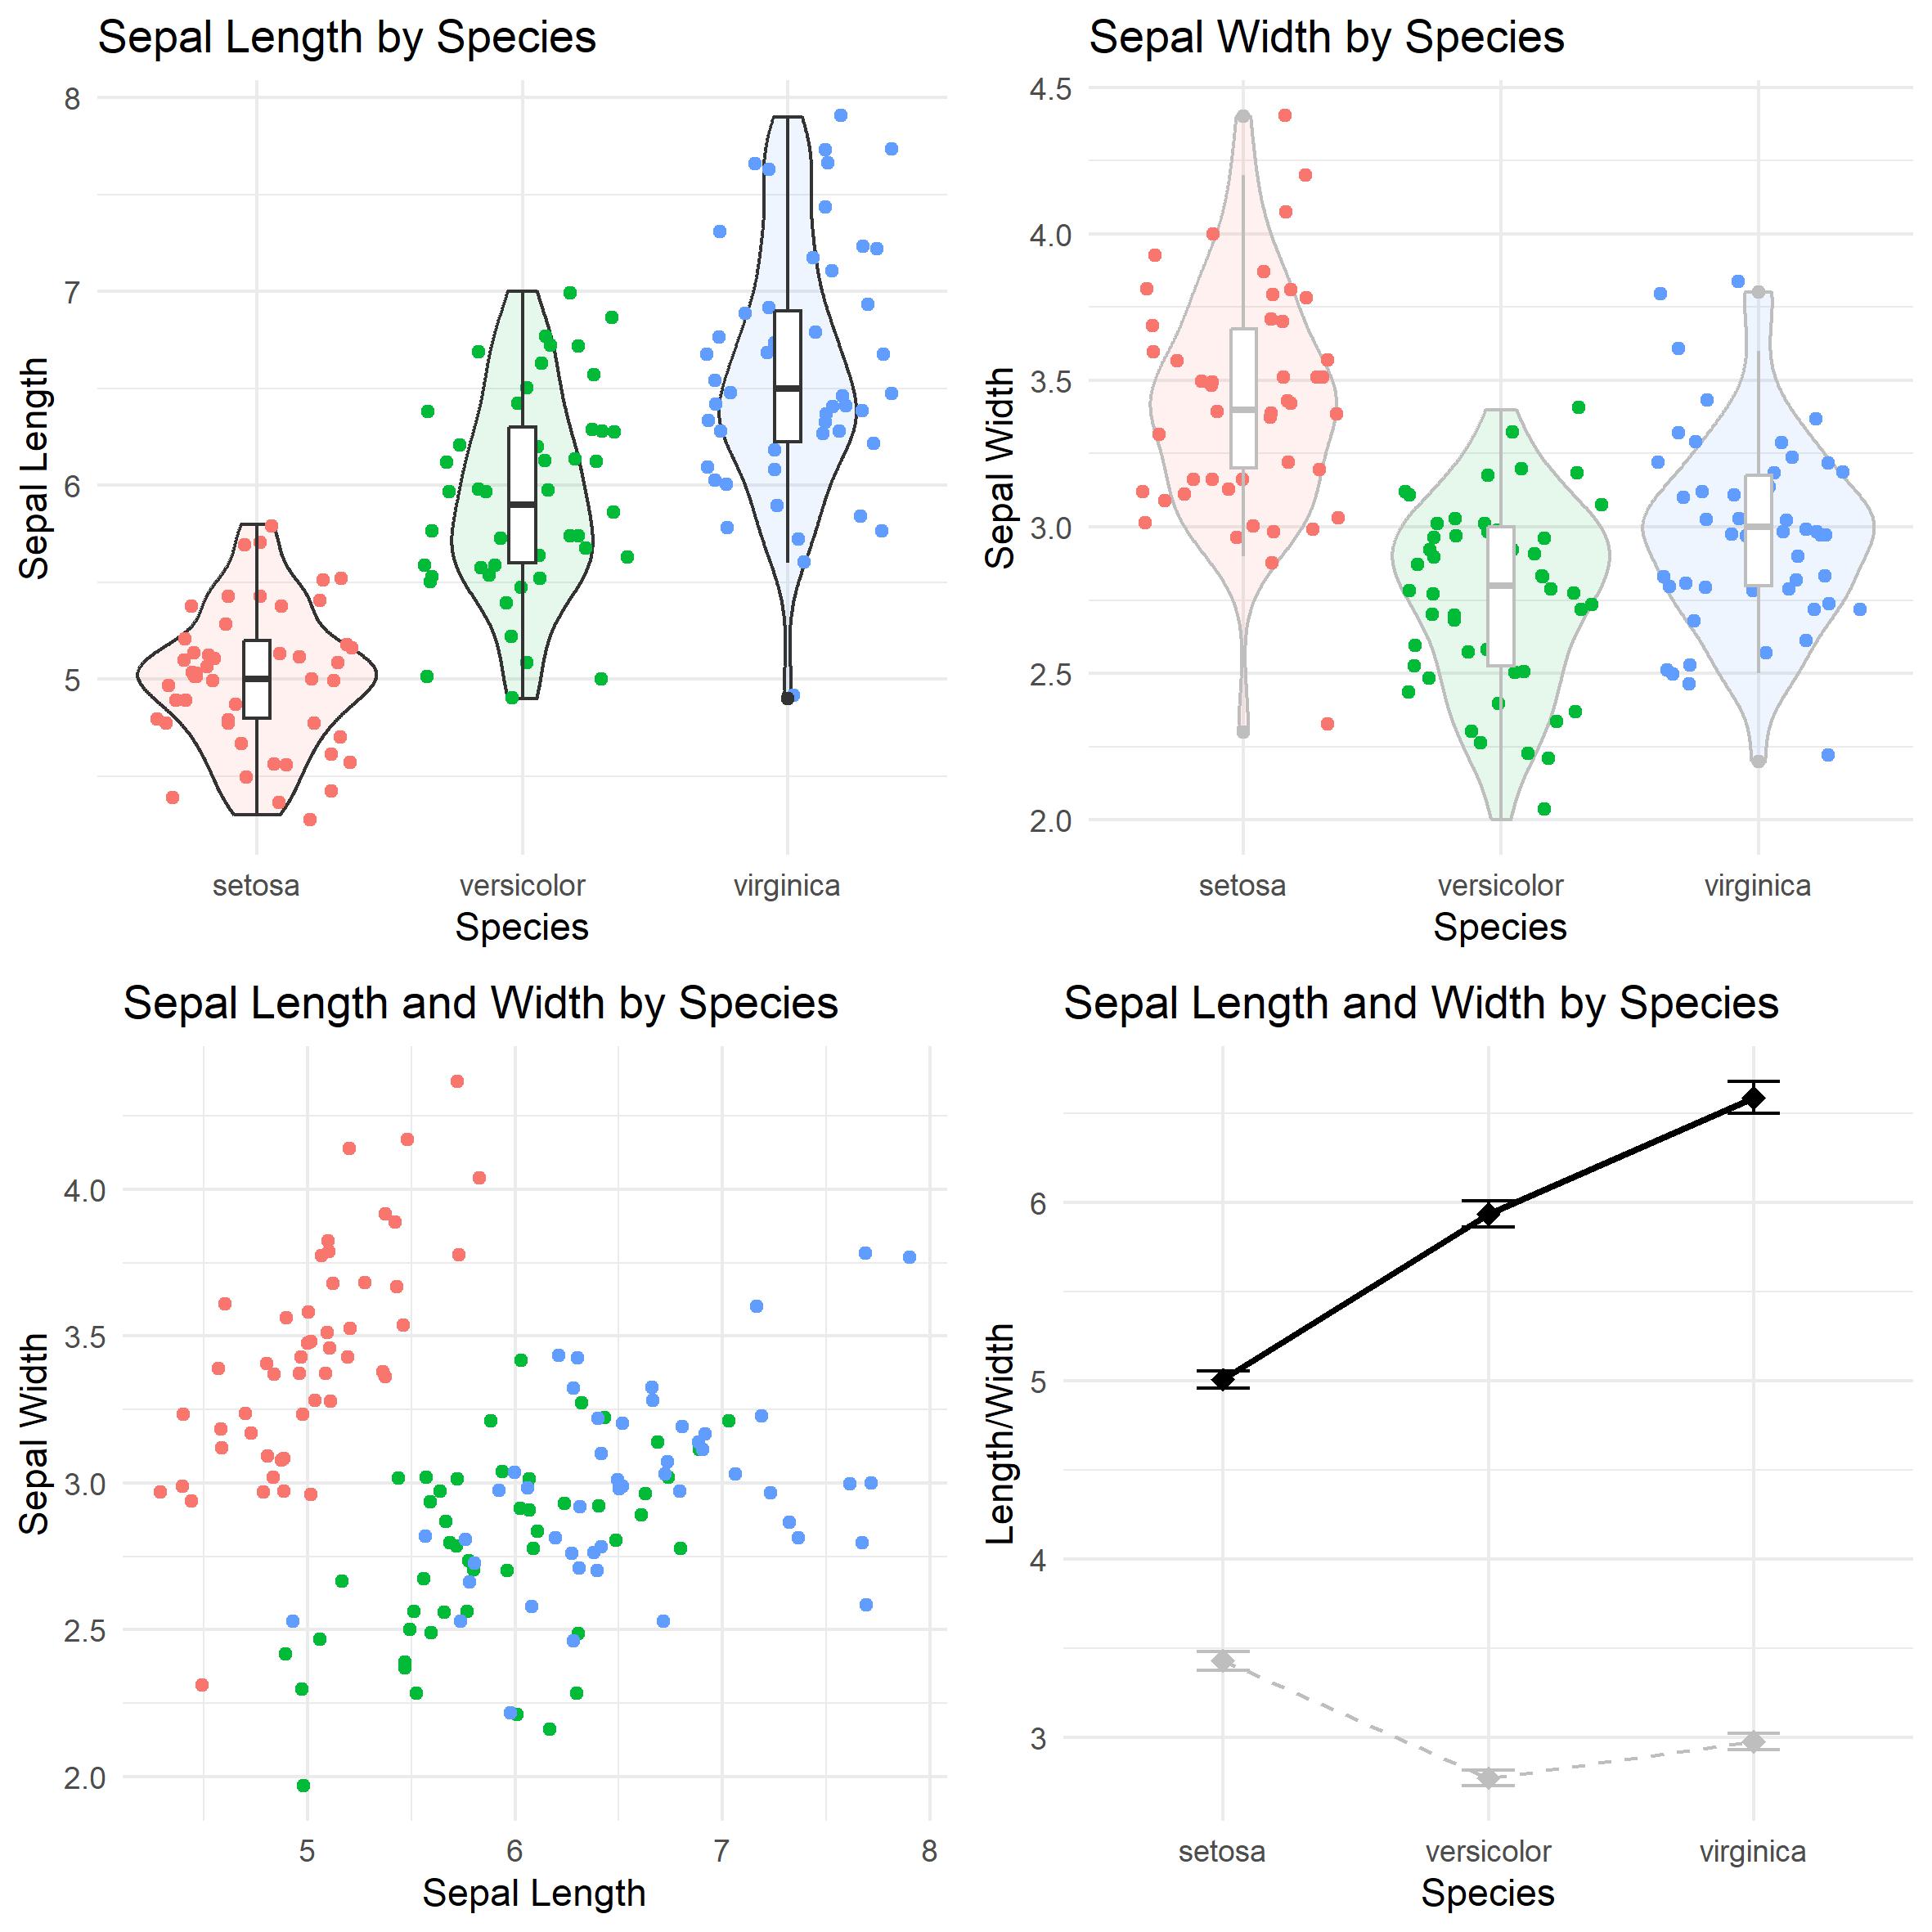 Sepal Length by Species
Sepal Length
8
7
6
5
setosa versicolor virginica
Species
Sepal Width by Species
Sepal Width
4.5
4.0
3.5
3.0
2.5
2.0
setosa versicolor virginica
Species
Sepal Length and Width by Species
Sepal Width
4.0
3.5
3.0
2.5
2.0
5 6 7 8
Sepal Length
Sepal Length and Width by Species
Length/Width
6
5
4
3
setosa versicolor virginica
Species